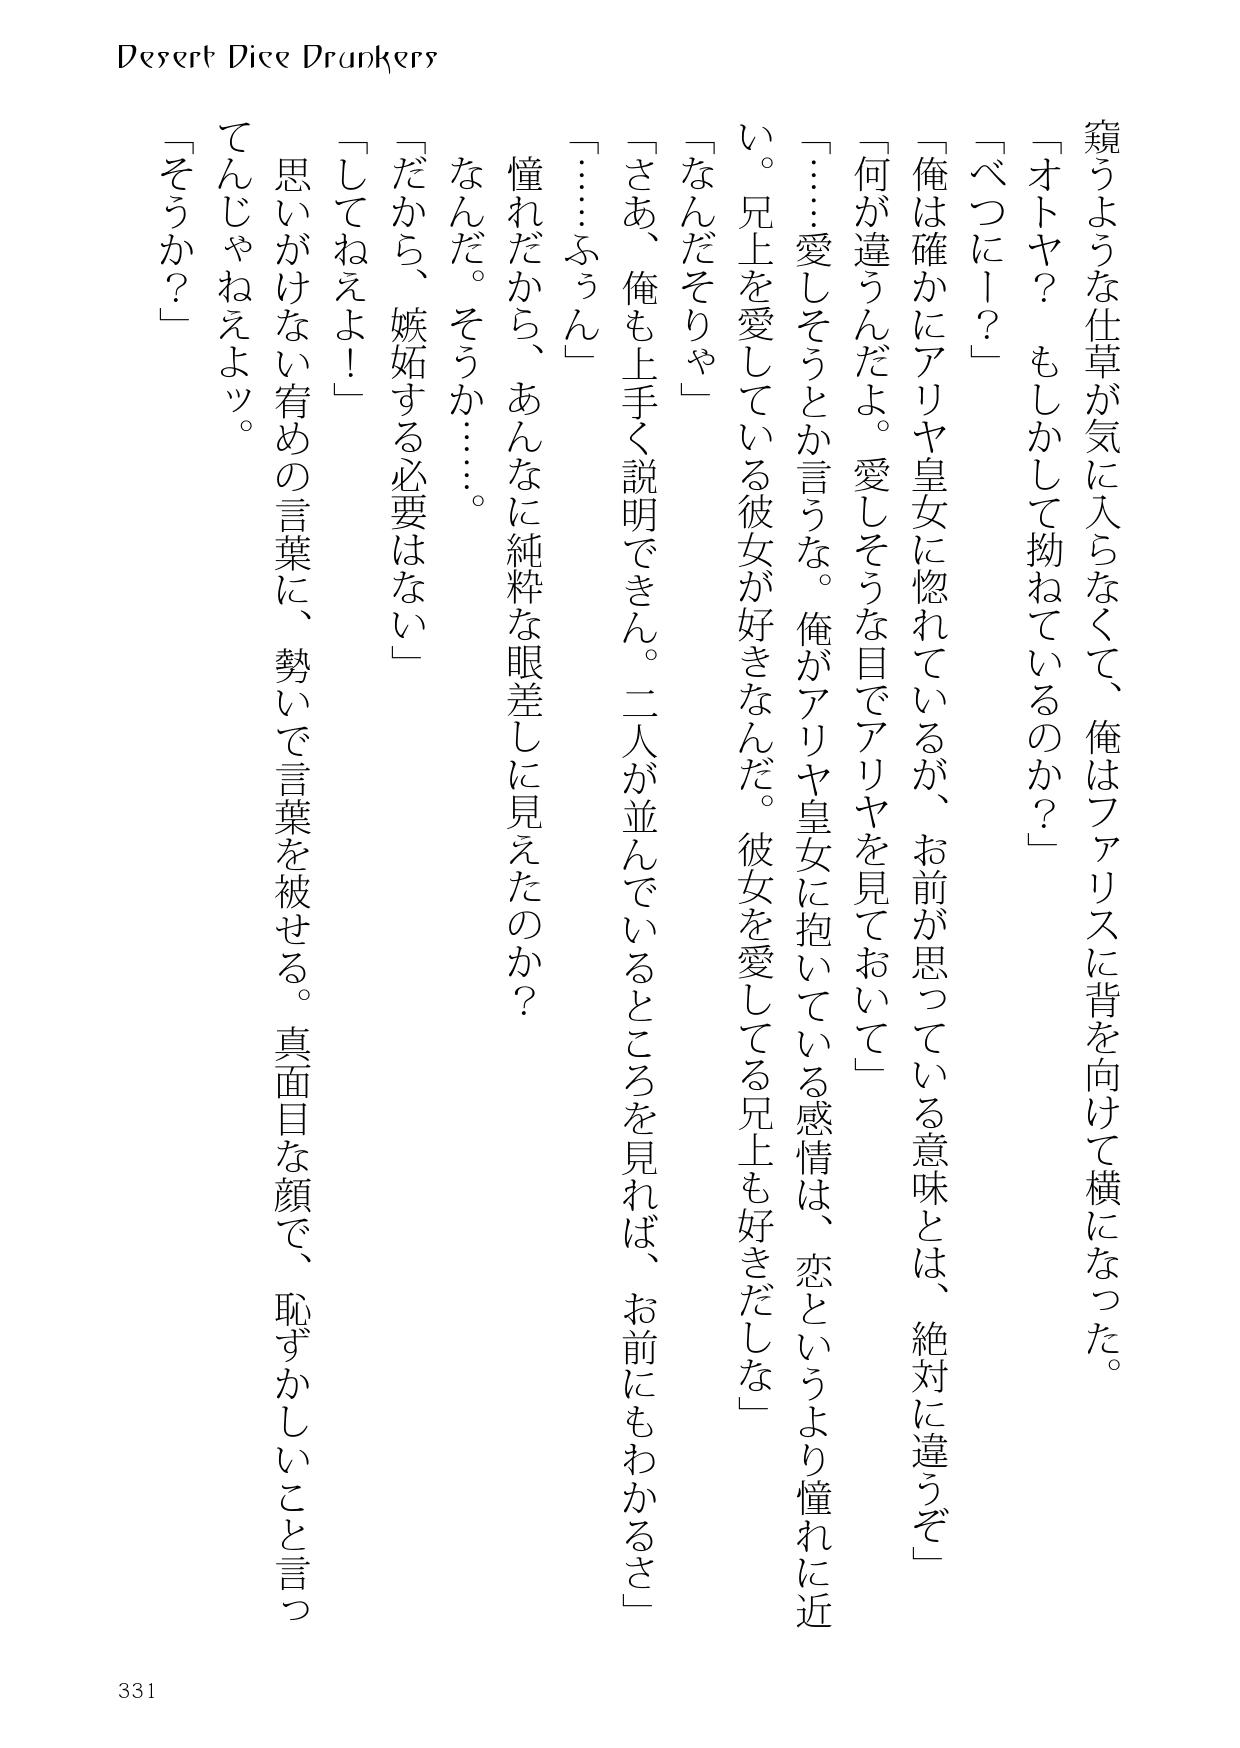 Desert Dice Drunkers
窺うような仕草が気に入らなくて、俺はファリスに背を向けて横になった。
「オトヤ？　もしかして拗ねているのか？」
「べつにー？」
「俺は確かにアリヤ皇女に惚れているが、お前が思っている意味とは、絶対に違うぞ」
「何が違うんだよ。愛しそうな目でアリヤを見ておいて」
「……愛しそうとか言うな。俺がアリヤ皇女に抱いている感情は、恋というより憧れに近
い。兄上を愛している彼女が好きなんだ。彼女を愛してる兄上も好きだしな」
「なんだそりゃ」
「さあ、俺も上手く説明できん。二人が並んでいるところを見れば、お前にもわかるさ」
「……ふぅん」
憧れだから、あんなに純粋な眼差しに見えたのか？
なんだ。そうか……。
「だから、嫉妬する必要はない」
「してねえよ！」
思いがけない宥めの言葉に、勢いで言葉を被せる。真面目な顔で、恥ずかしいこと言っ
てんじゃねえよッ。
「そうか？」
331